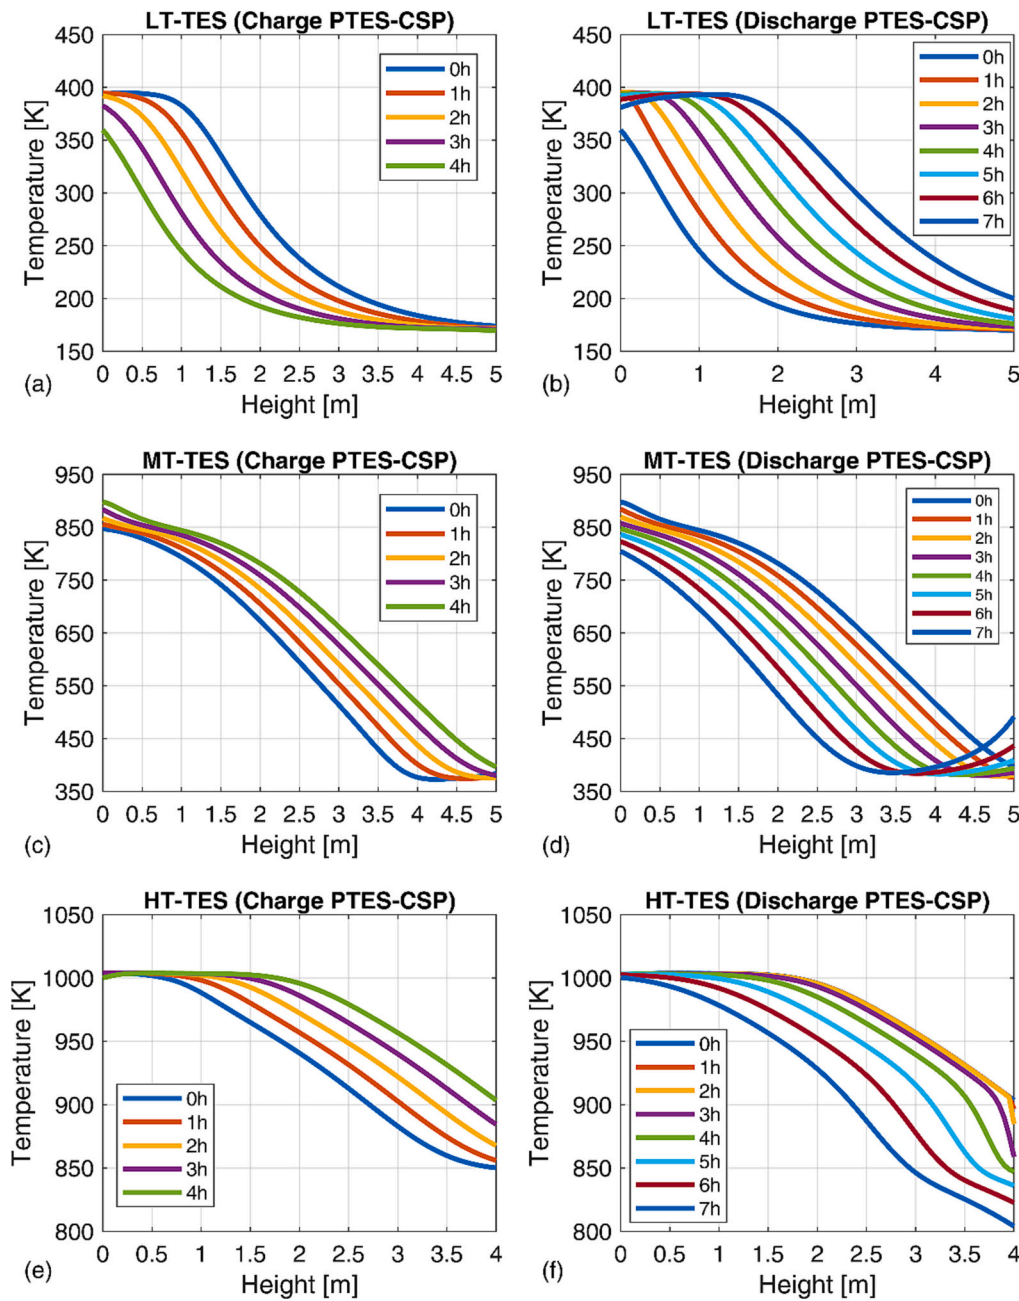 LT-TES (Charge PTES-CSP)
450
400
350
300
250
200
150
Temperature [K]
0h
1h
2h
3h
4h
0 0.5 1 1.5 2 2.5 3 3.5 4 4.5 5
(a)
Height [m]
LT-TES (Discharge PTES-CSP)
450
400
350
300
250
200
150
Temperature [K]
0h
1h
2h
3h
4h
5h
6h
7h
0 1 2 3 4 5
(b)
Height [m]
MT-TES (Charge PTES-CSP)
950
850
750
650
550
450
350
Temperature [K]
0h
1h
2h
3h
4h
0 0.5 1 1.5 2 2.5 3 3.5 4 4.5 5
(c)
Height [m]
MT-TES (Discharge PTES-CSP)
950
850
750
650
550
450
350
Temperature [K]
0h
1h
2h
3h
4h
5h
6h
7h
0 0.5 1 1.5 2 2.5 3 3.5 4 4.5 5
(d)
Height [m]
HT-TES (Charge PTES-CSP)
1050
1000
950
900
850
800
Temperature [K]
0h
1h
2h
3h
4h
0 0.5 1 1.5 2 2.5 3 3.5 4
(e)
Height [m]
HT-TES (Discharge PTES-CSP)
1050
1000
950
900
850
800
Temperature [K]
0h
1h
2h
3h
4h
5h
6h
7h
0 0.5 1 1.5 2 2.5 3 3.5 4
(f)
Height [m]